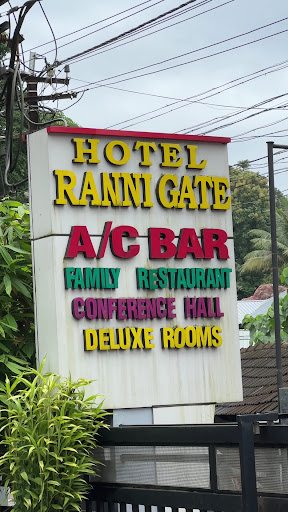 HOTEL
RANNI GATE
A/C BAR
FAMILY RESTAURANT
CONFERENCE HALL
DELUXE ROOMS